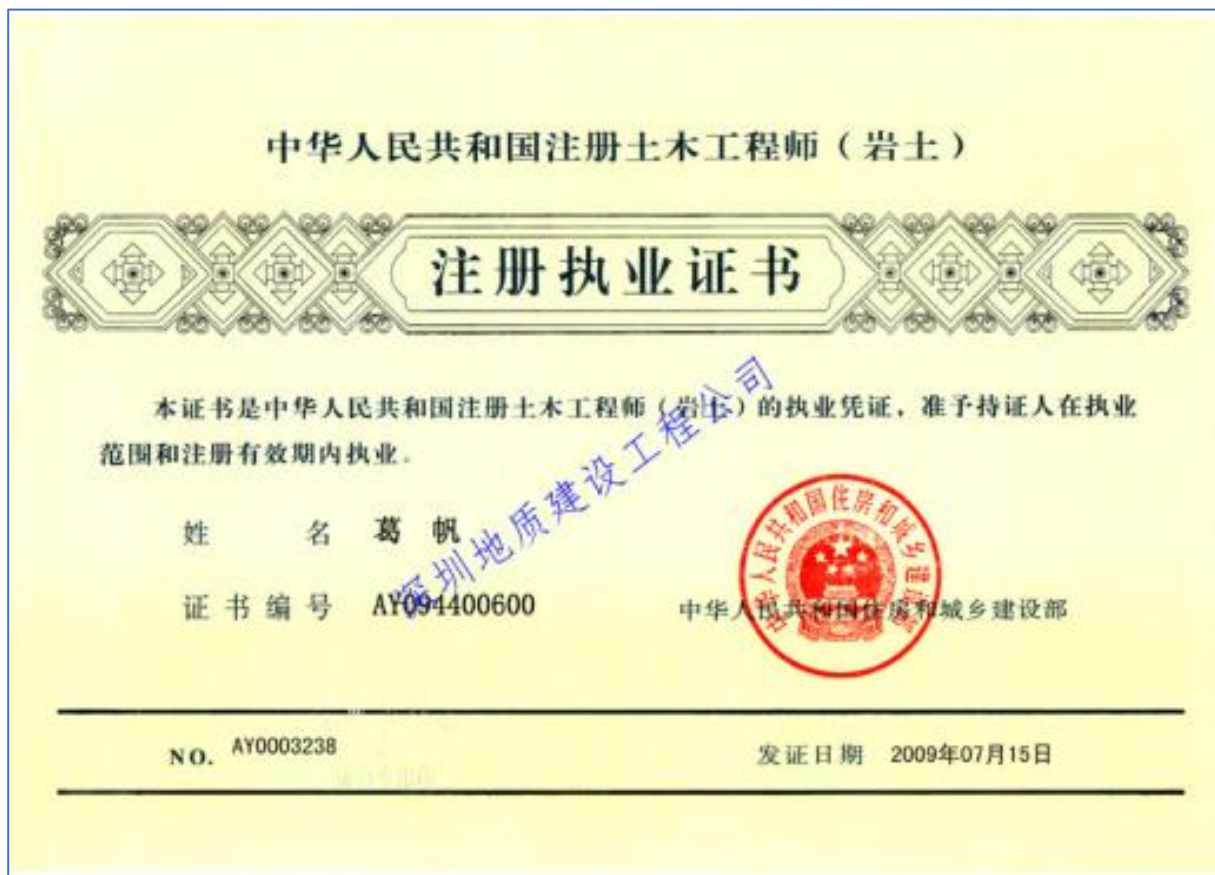 中华人民共和国注册土木工程师（岩土）
注册执业证书
本证书是中华人民共和国注册土木工程师（岩土）的执业凭证，准予持证人在执业
范围和注册有效期内执业。
姓 名 葛 帆
证书编号 AY094400600
中华人民共和国住房和城乡建设部
中华人民共和国住房和城乡建设部
深圳地质建设工程公司
NO. AY0003238
发证日期 2009年07月15日